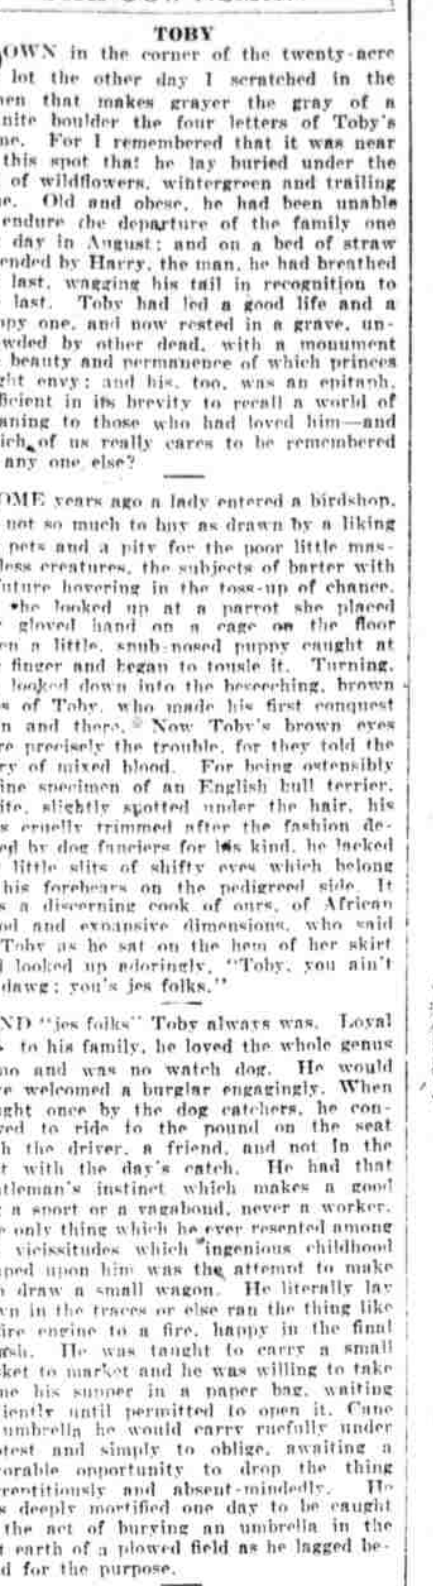 TOBY
OWN in the corner of the twenty-acre
lot the other day I scratched in the
en that makes grayer the gray of a
nite boulder the four letters of Toby's
me. For I remembered that it was near
this spot that he lay buried under the
of wildflowers, wintergreen and trailing
e. Old and obese, he had been unable
endure the departure of the family one
day in August; and on a bed of straw
ended by Harry, the man, he had breathed
last, wagging his tail in recognition to
last. Toby had led a good life and a
ppy one, and now rested in a grave, un-
wded by other dead, with a monument
beauty and permanence of which princes
ght envy; and his, too, was an epitaph,
ficient in its brevity to recall a world of
aning to those who had loved him—and
ich of us really cares to be remembered
any one else?
OME years ago a lady entered a birdshop,
not so much to buy as drawn by a liking
pets and a pity for the poor little mas-
less creatures, the subjects of barter with
uture hovering in the toss-up of chance.
she looked up at a parrot she placed
gloved hand on a cage on the floor
en a little, snub-nosed puppy caught at
finger and began to tousle it. Turning,
looked down into the beseeching, brown
s of Toby, who made his first conquest
n and there. Now Toby's brown eyes
re precisely the trouble, for they told the
ry of mixed blood. For being ostensibly
ine specimen of an English bull terrier,
ite, slightly spotted under the hair, his
s cruelly trimmed after the fashion de-
ed by dog fanciers for his kind, he lacked
little slits of shifty eyes which belong
his forebears on the pedigreed side. It
s a discerning cook of ours, of African
od and expansive dimensions, who said
Toby as he sat on the hem of her skirt
d looked up adoringly, "Toby, you ain't
dawg; you's jes folks."
ND "jes folks" Toby always was. Loyal
to his family, he loved the whole genus
mo and was no watch dog. He would
ve welcomed a burglar engagingly. When
ght once by the dog catchers, he con-
ved to ride to the pound on the seat
h the driver, a friend, and not in the
t with the day's catch. He had that
tleman's instinct which makes a good
a sport or a vagabond, never a worker.
e only thing which he ever resented among
vicissitudes which ingenious childhood
ped upon him was the attempt to make
draw a small wagon. He literally lay
wn in the traces or else ran the thing like
fire engine to a fire, happy in the final
ash. He was taught to carry a small
ket to market and he was willing to take
me his supper in a paper bag, waiting
iently until permitted to open it. Cane
umbrella he would carry ruefully under
test and simply to oblige, awaiting a
orable opportunity to drop the thing
reptitiously and absent-mindedly. He
s deeply mortified one day to be caught
the act of burying an umbrella in the
t earth of a plowed field as he lagged be-
d for the purpose.